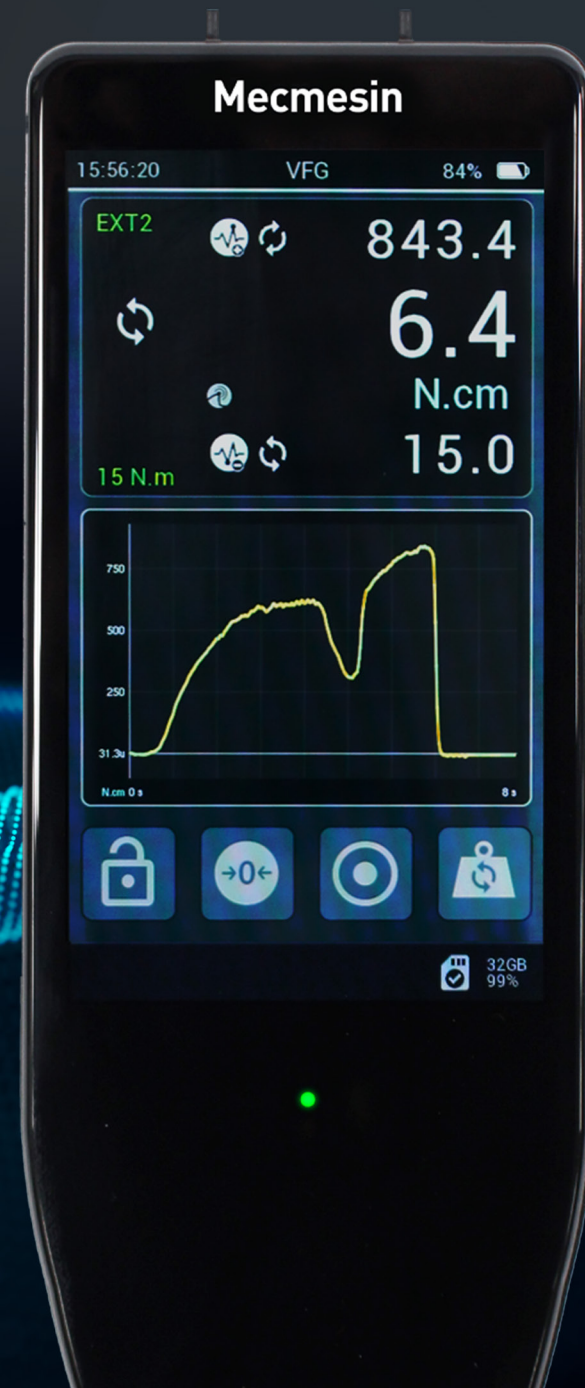 Mecmesin
15:56:20 VFG 84%
EXT2 843.4
6.4
N.cm
15.0
15 N.m
750
500
250
31.3u
N.cm 0 s 8 s
→0←
32GB
99%